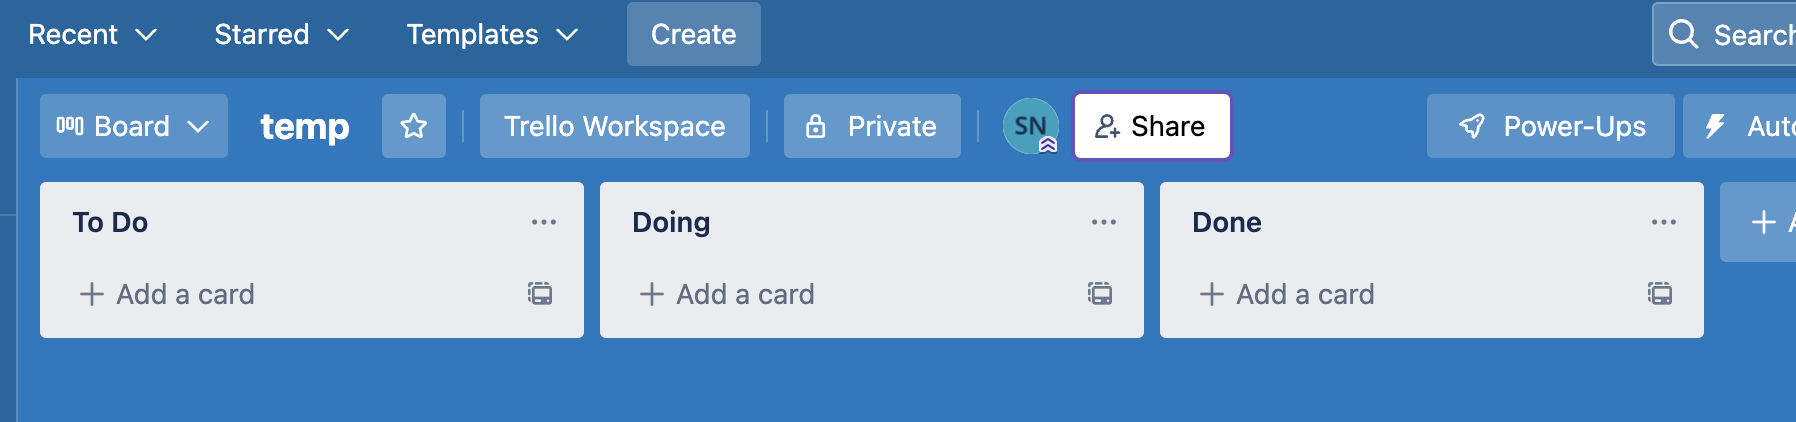 Recent Starred Templates Create Search
Board temp Trello Workspace Private SN Share Power-Ups
To Do Doing Done
Add a card Add a card Add a card